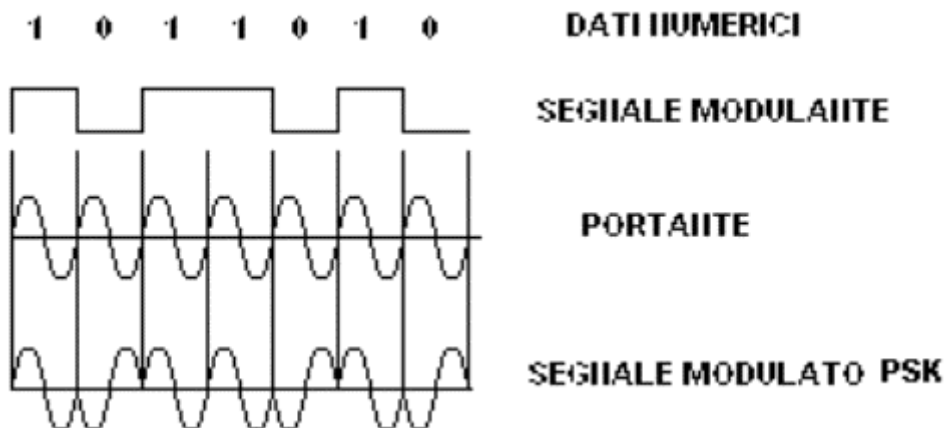 1 0 1 1 0 1 0 DATI NUMERICI
SEGNALE MODULANTE
PORTANTE
SEGNALE MODULATO PSK